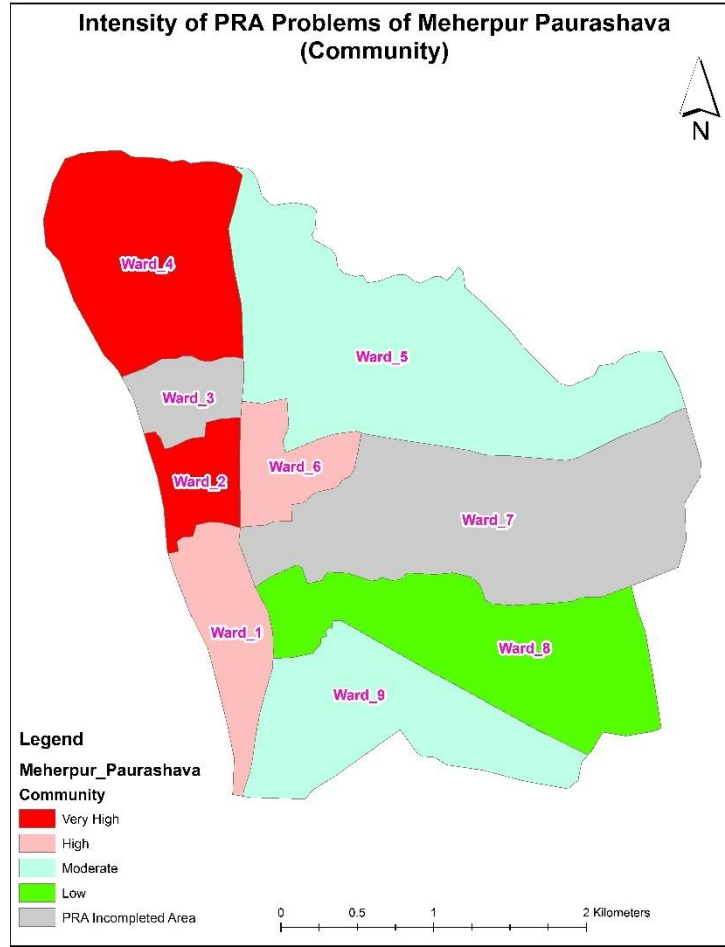 Intensity of PRA Problems of Meherpur Paurashava
(Community)
N
Ward_4
Ward_5
Ward_3
Ward_6
Ward_2
Ward_7
Ward_1
Ward_8
Ward_9
Legend
Meherpur_Paurashava
Community
Very High
High
Moderate
Low
PRA Incompleted Area
0 0.5 1 2 Kilometers